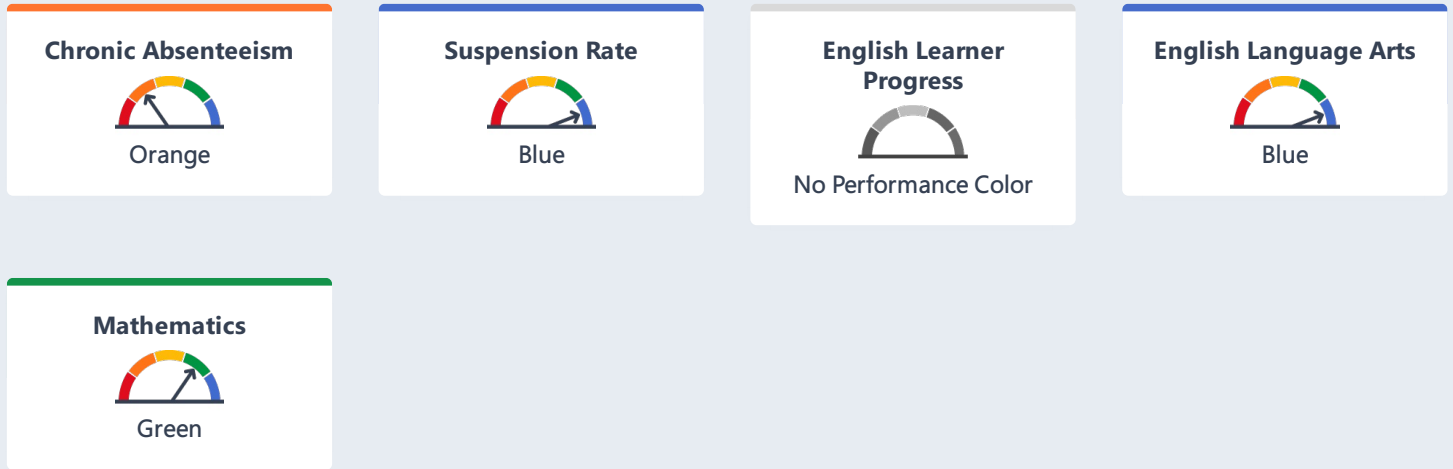 Chronic Absenteeism
Orange
Suspension Rate
Blue
English Learner
Progress
No Performance Color
English Language Arts
Blue
Mathematics
Green